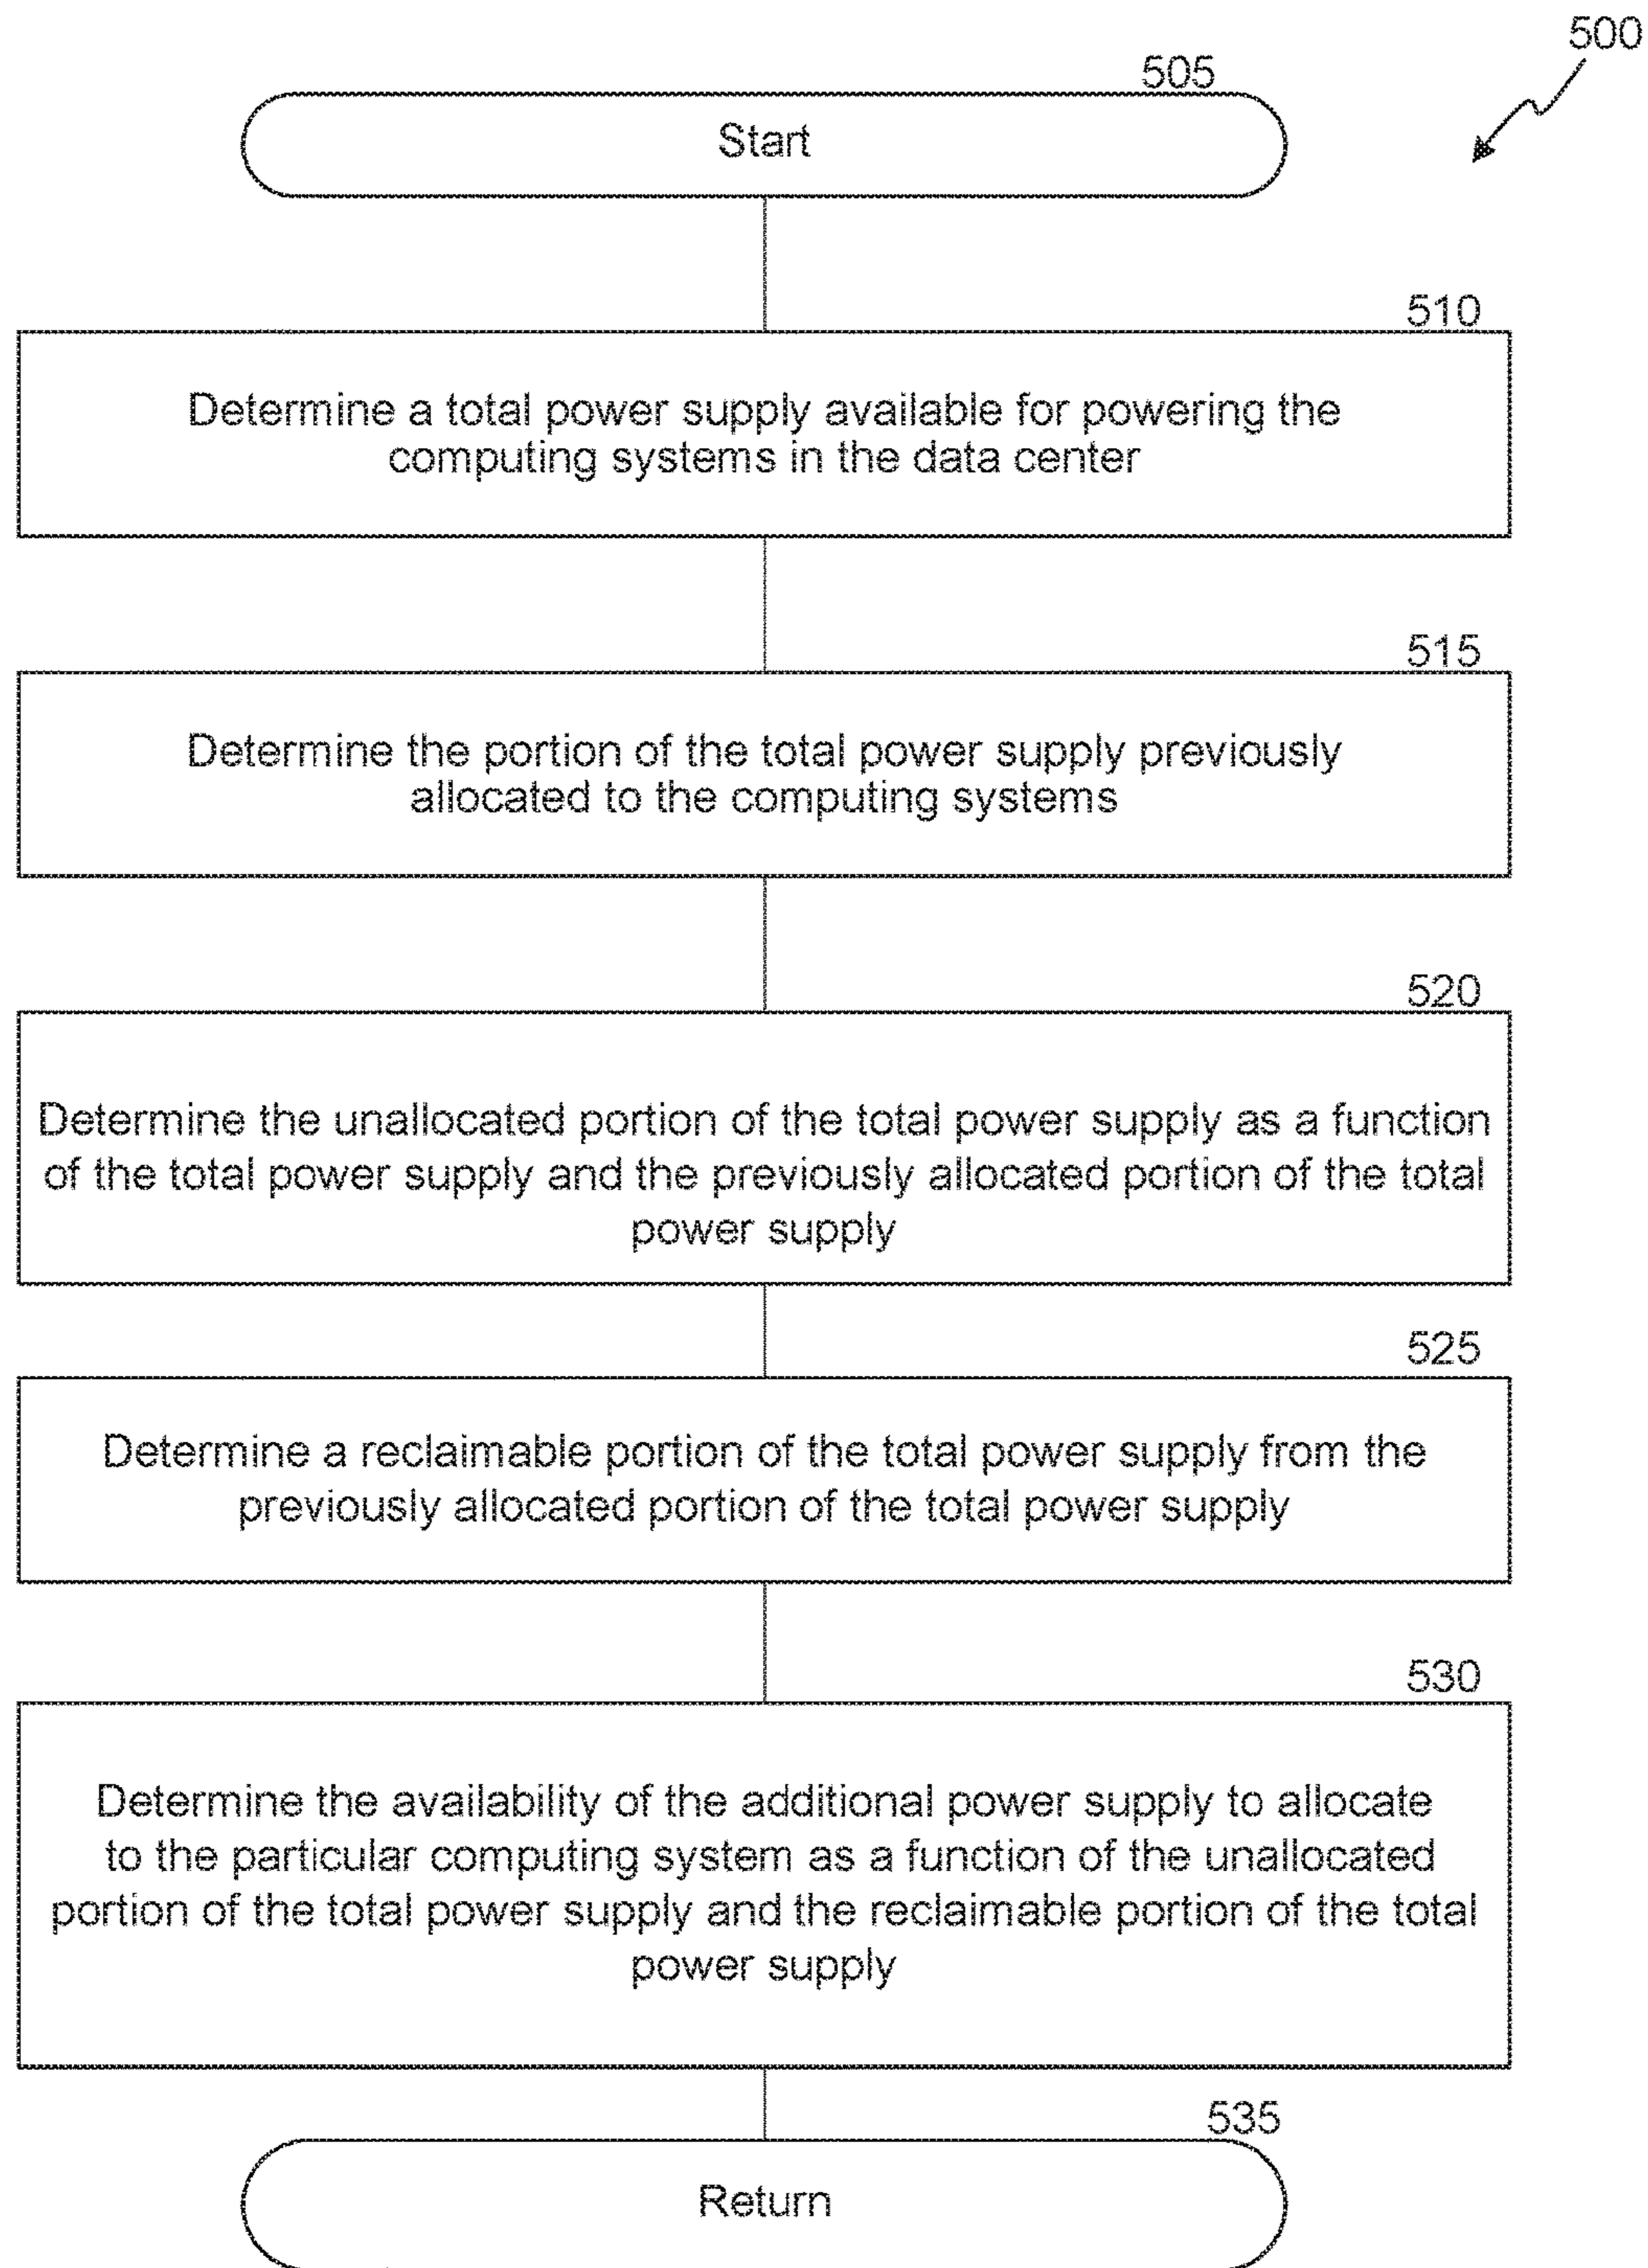 500
505
Start
510
Determine a total power supply available for powering the
computing systems in the data center
515
Determine the portion of the total power supply previously
allocated to the computing systems
520
Determine the unallocated portion of the total power supply as a function
of the total power supply and the previously allocated portion of the total
power supply
525
Determine a reclaimable portion of the total power supply from the
previously allocated portion of the total power supply
530
Determine the availability of the additional power supply to allocate
to the particular computing system as a function of the unallocated
portion of the total power supply and the reclaimable portion of the total
power supply
535
Return